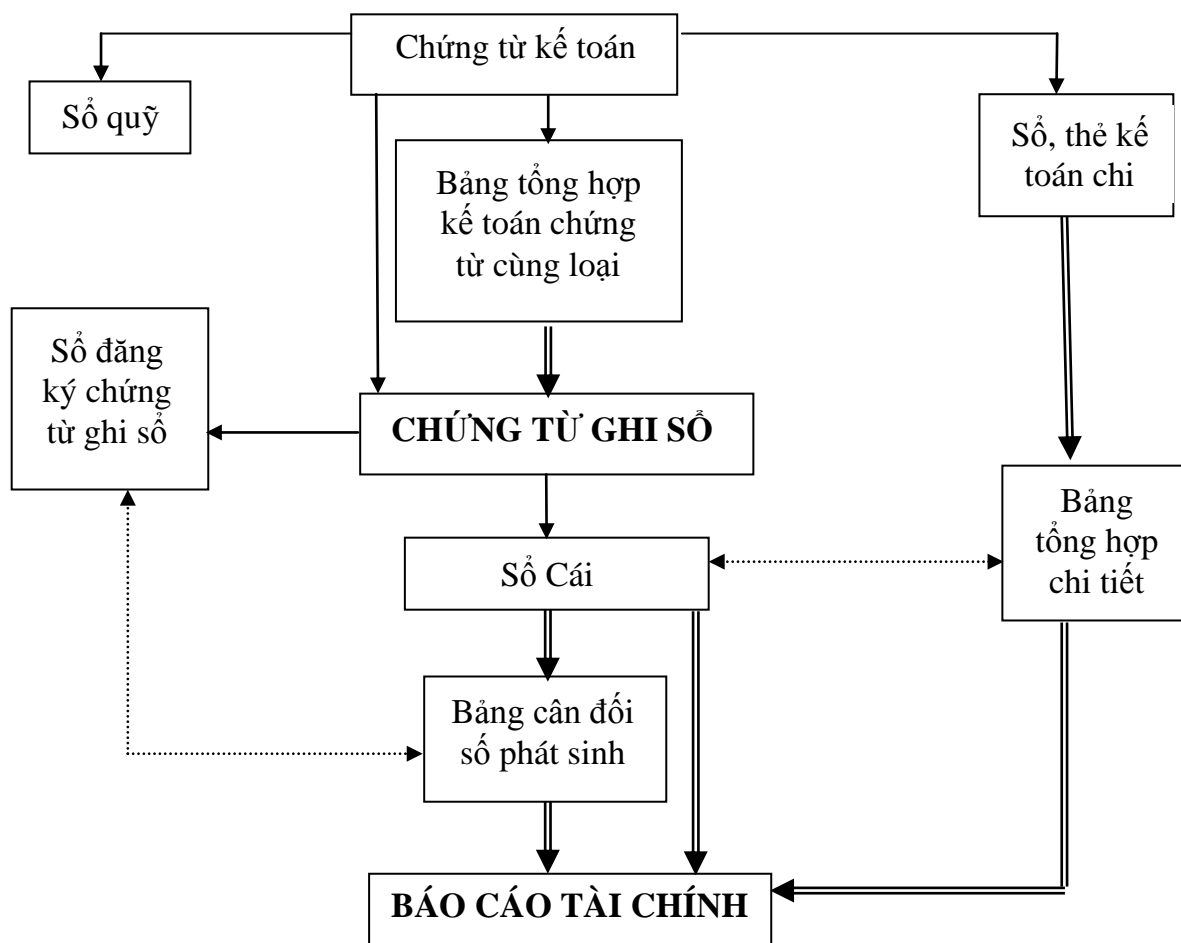 Chứng từ kế toán
Sổ quỹ
Sổ, thẻ kế
toán chi
Bảng tổng hợp
kế toán chứng
từ cùng loại
Sổ đăng
ký chứng
từ ghi sổ
CHỨNG TỪ GHI SỔ
Bảng
tổng hợp
chi tiết
Sổ Cái
Bảng cân đối
số phát sinh
BÁO CÁO TÀI CHÍNH